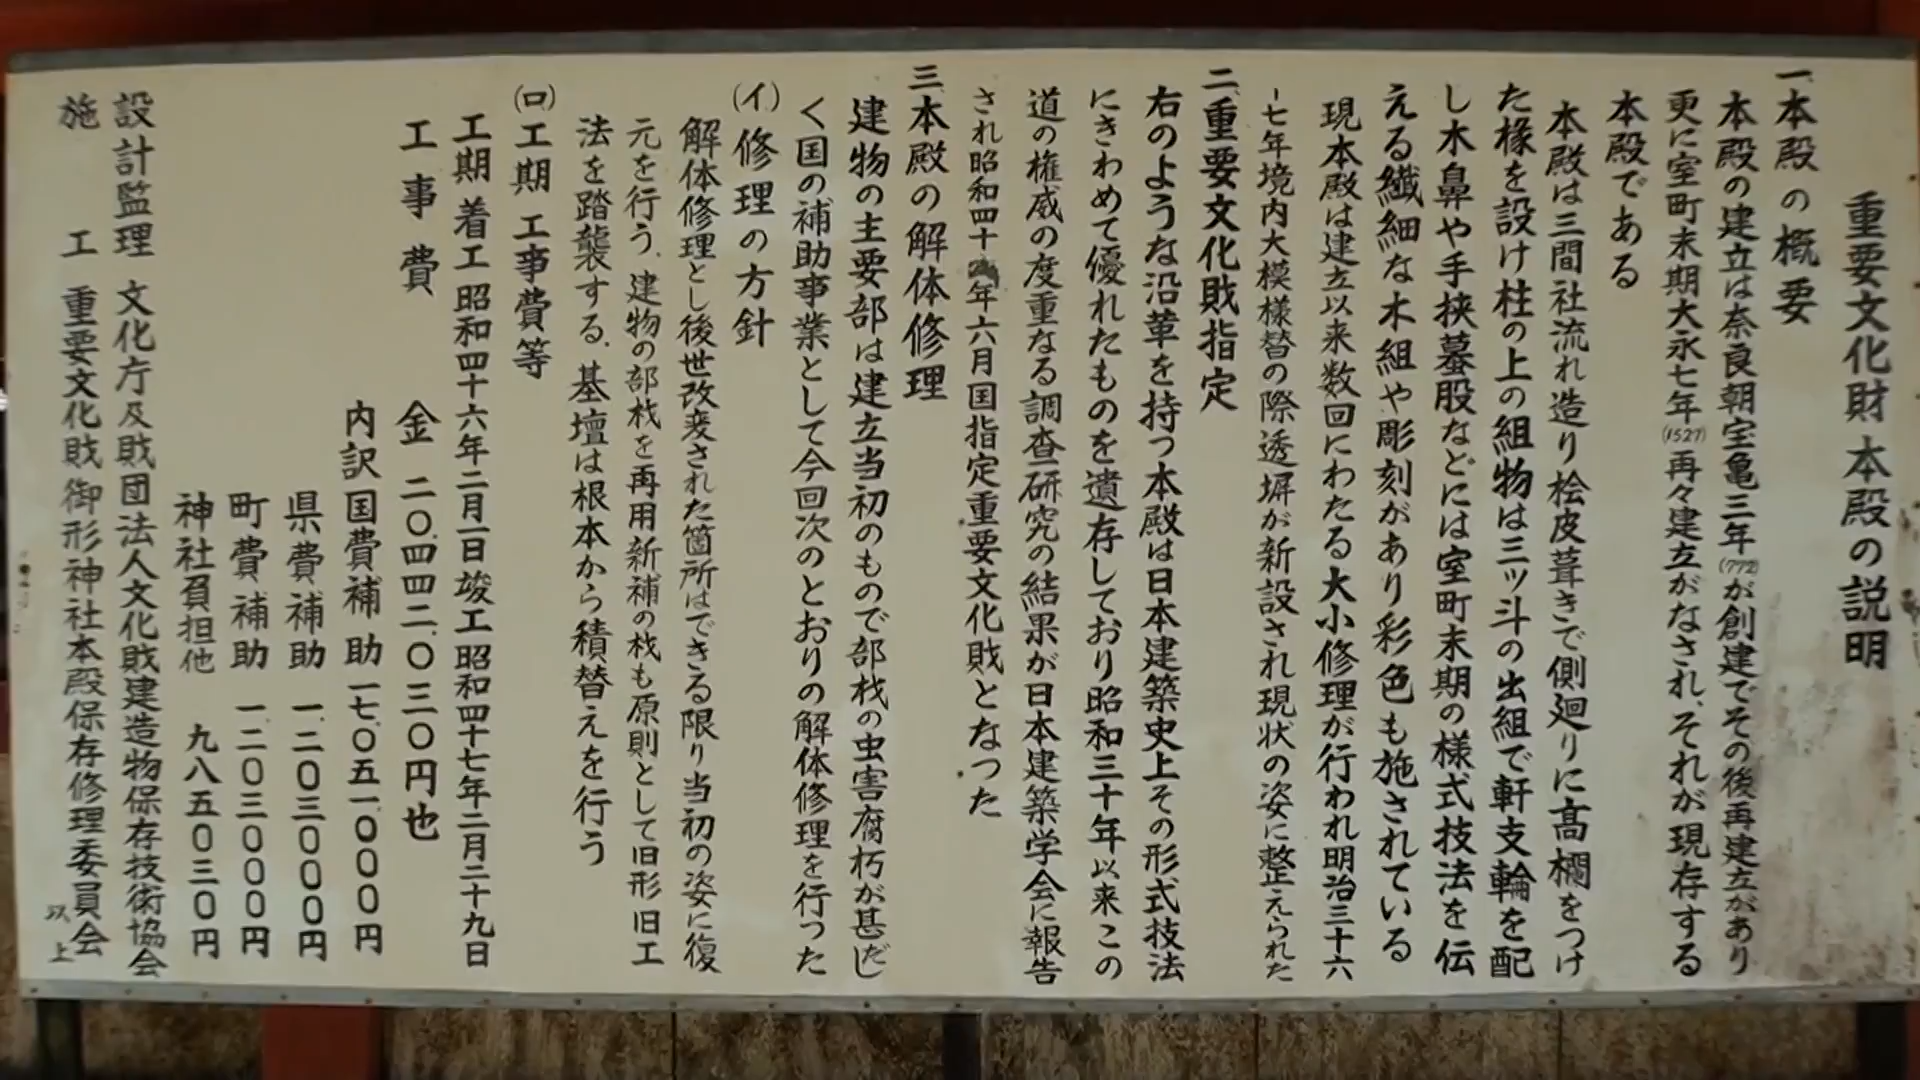 重要文化財本殿の説明
一、本殿の概要
本殿の建立は奈良朝宝亀三年(772)が創建でその後再建立があり
更に室町末期大永七年(1527)再々建立がなされ、それが現存する
本殿である
本殿は三間社流れ造り桧皮葺きで側廻りに高欄をつけ
た椽を設け柱の上の組物は三ッ斗の出組で軒支輪を配
し木鼻や手挟蟇股などには室町末期の様式技法を伝
える繊細な木組や彫刻があり彩色も施されている
現本殿は建立以来数回にわたる大小修理が行われ明治三十六
-七年境内大模様替の際透塀が新設され現状の姿に整えられた
二、重要文化財指定
右のような沿革を持つ本殿は日本建築史上その形式技法
にきわめて優れたものを遺存しており昭和三十年以来この
道の権威の度重なる調査研究の結果が日本建築学会に報告
され昭和四十年六月国指定重要文化財となつた
三本殿の解体修理
建物の主要部は建立当初のもので部材の虫害腐朽が甚だし
く国の補助事業として今回次のとおりの解体修理を行った
(イ)修理の方針
解体修理とし後世改変された箇所はできる限り当初の姿に復
元を行う、建物の部材を再用新補の材も原則として旧形旧工
法を踏襲する、基壇は根本から積替えを行う
(ロ)工期 工事費等
工期 着工 昭和四十六年二月一日 竣工 昭和四十七年二月二十九日
工事費 金 二〇.四四二.〇三〇円也
内訳 国費補助 一七.〇五一.〇〇〇円
県費補助 一.二〇三〇〇〇円
町費補助 一.二〇三〇〇〇円
神社負担他 九八五〇三〇円
設計監理 文化庁及財団法人文化財建造物保存技術協会
施工 重要文化財御形神社本殿保存修理委員会
以上